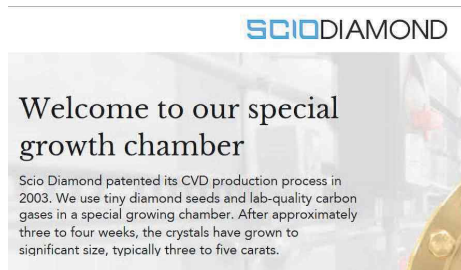 SCIODIAMOND
Welcome to our special
growth chamber
Scio Diamond patented its CVD production process in
2003. We use tiny diamond seeds and lab-quality carbon
gases in a special growing chamber. After approximately
three to four weeks, the crystals have grown to
significant size, typically three to five carats.